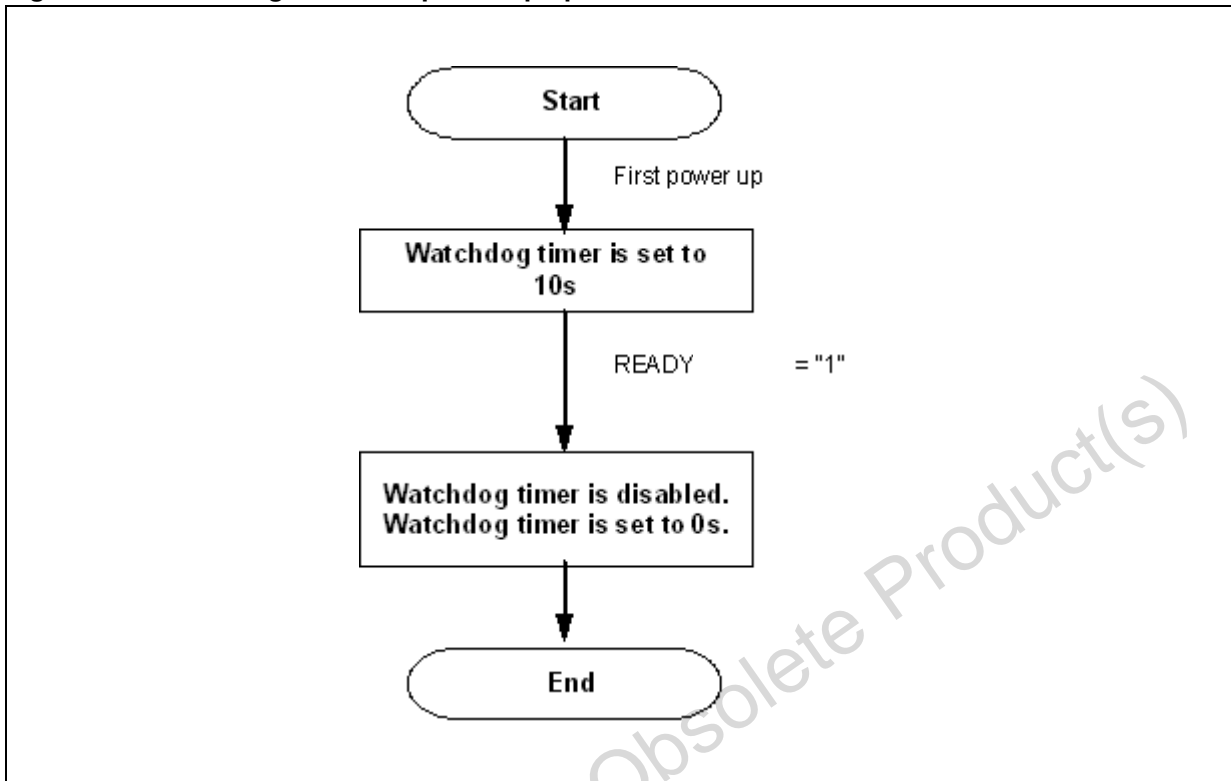 Start
First power up
Watchdog timer is set to
10s
READY = "1"
Watchdog timer is disabled.
Watchdog timer is set to 0s.
End
Obsolete Product(s)